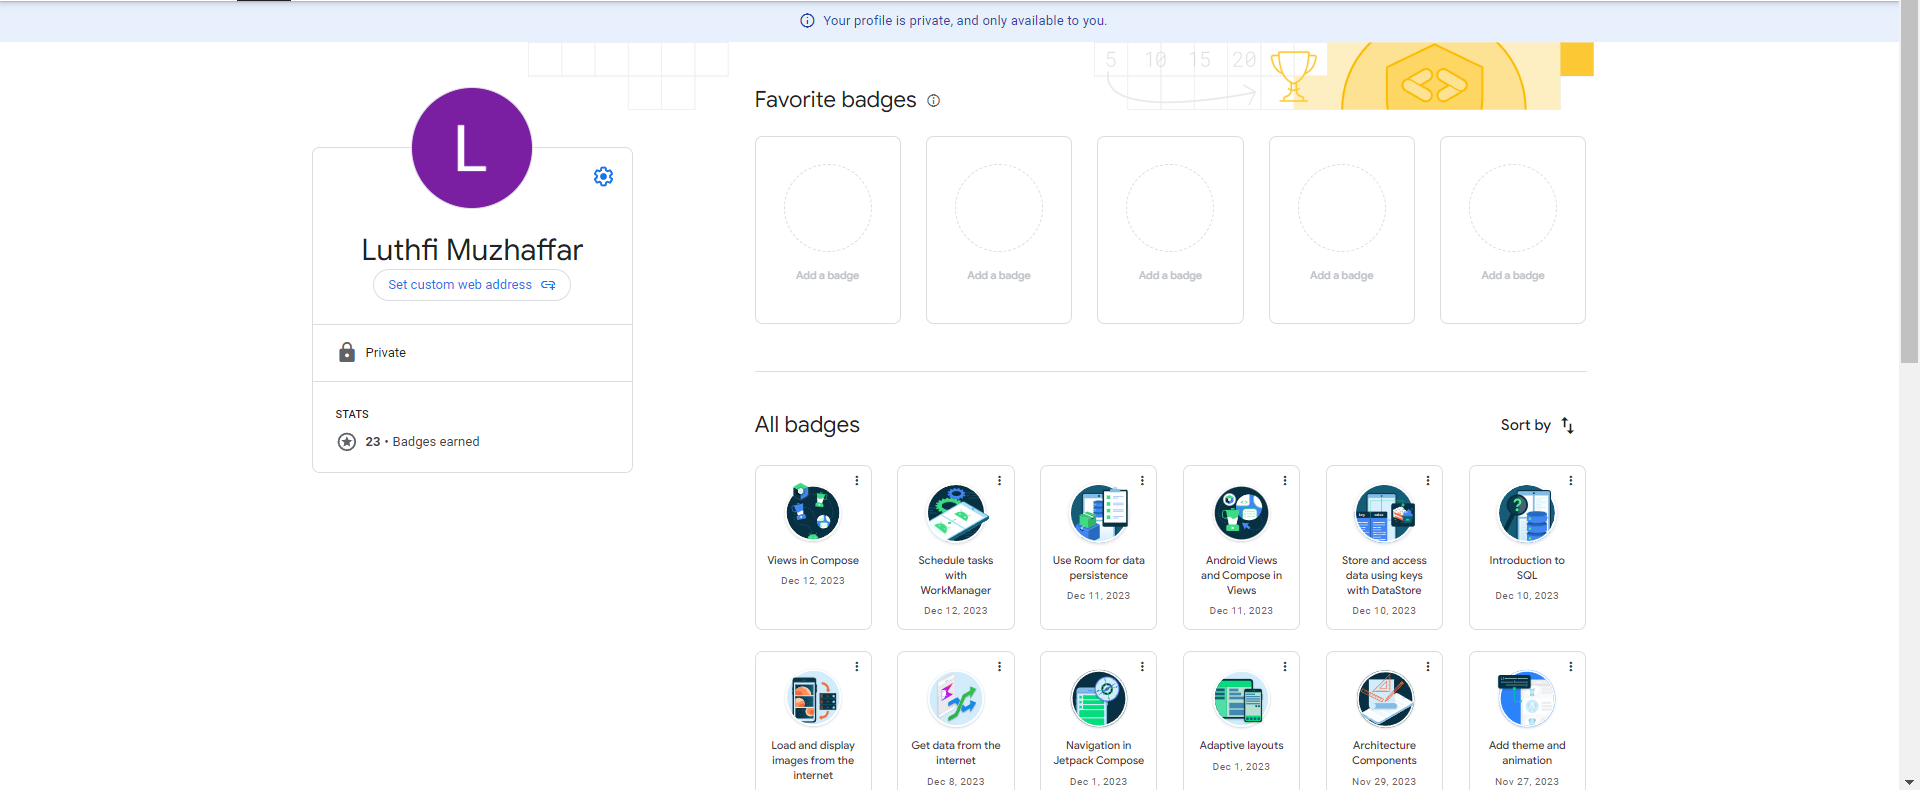 Your profile is private, and only available to you.
5 10 15 20
L
Luthfi Muzhaffar
Set custom web address
Private
STATS
23 • Badges earned
Favorite badges
Add a badge
Add a badge
Add a badge
Add a badge
Add a badge
All badges
Sort by
Views in Compose
Dec 12, 2023
Schedule tasks
with
WorkManager
Dec 12, 2023
Use Room for data
persistence
Dec 11, 2023
Android Views
and Compose in
Views
Dec 11, 2023
Store and access
data using keys
with DataStore
Dec 10, 2023
Introduction to
SQL
Dec 10, 2023
Load and display
images from the
internet
Get data from the
internet
Dec 8, 2023
Navigation in
Jetpack Compose
Dec 1, 2023
Adaptive layouts
Dec 1, 2023
Architecture
Components
Nov 29, 2023
Add theme and
animation
Nov 27, 2023